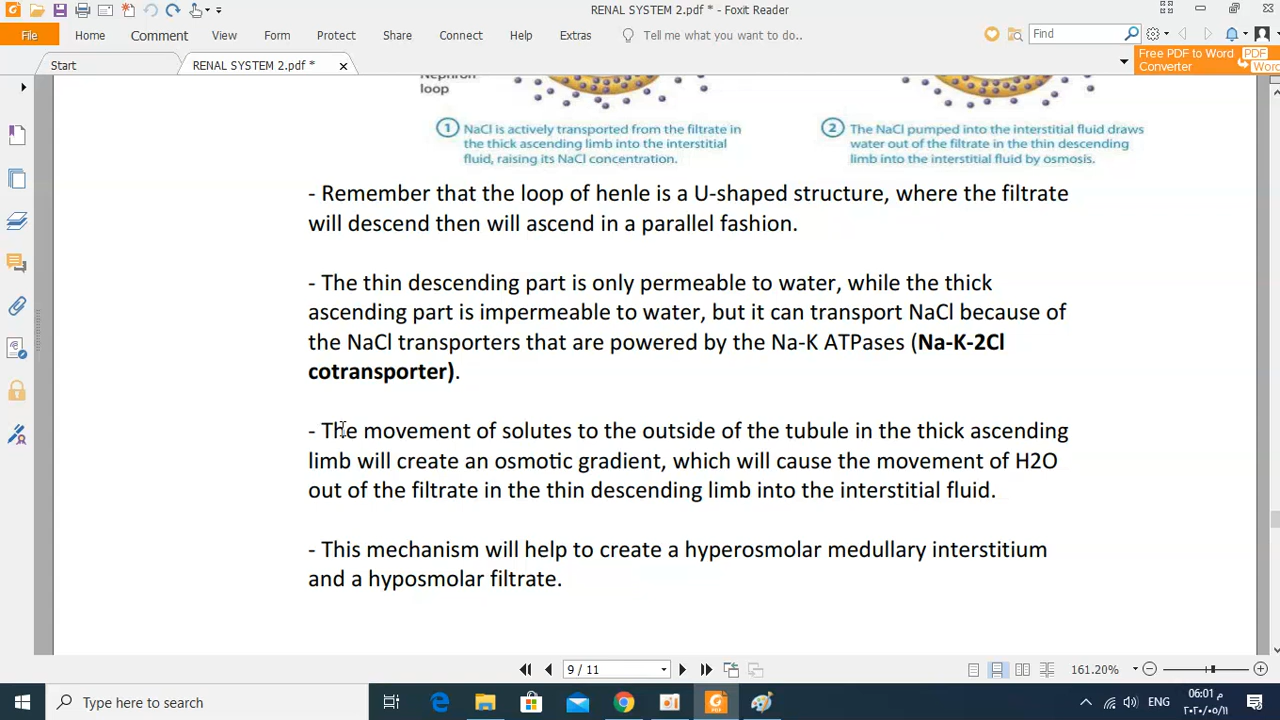 RENAL SYSTEM 2.pdf * - Foxit Reader
File Home Comment View Form Protect Share Connect Help Extras Tell me what you want to do.. Find
Start RENAL SYSTEM 2.pdf * Free PDF to Word Converter PDF Word
Nephron
loop
1 NaCl is actively transported from the filtrate in
the thick ascending limb into the interstitial
fluid, raising its NaCl concentration.
2 The NaCl pumped into the interstitial fluid draws
water out of the filtrate in the thin descending
limb into the interstitial fluid by osmosis.
- Remember that the loop of henle is a U-shaped structure, where the filtrate
will descend then will ascend in a parallel fashion.
- The thin descending part is only permeable to water, while the thick
ascending part is impermeable to water, but it can transport NaCl because of
the NaCl transporters that are powered by the Na-K ATPases (Na-K-2Cl
cotransporter).
- The movement of solutes to the outside of the tubule in the thick ascending
limb will create an osmotic gradient, which will cause the movement of H2O
out of the filtrate in the thin descending limb into the interstitial fluid.
- This mechanism will help to create a hyperosmolar medullary interstitium
and a hyposmolar filtrate.
9 / 11 161.20%
Type here to search ENG 06:01 م
٢٠٢٠/٠٥/١١